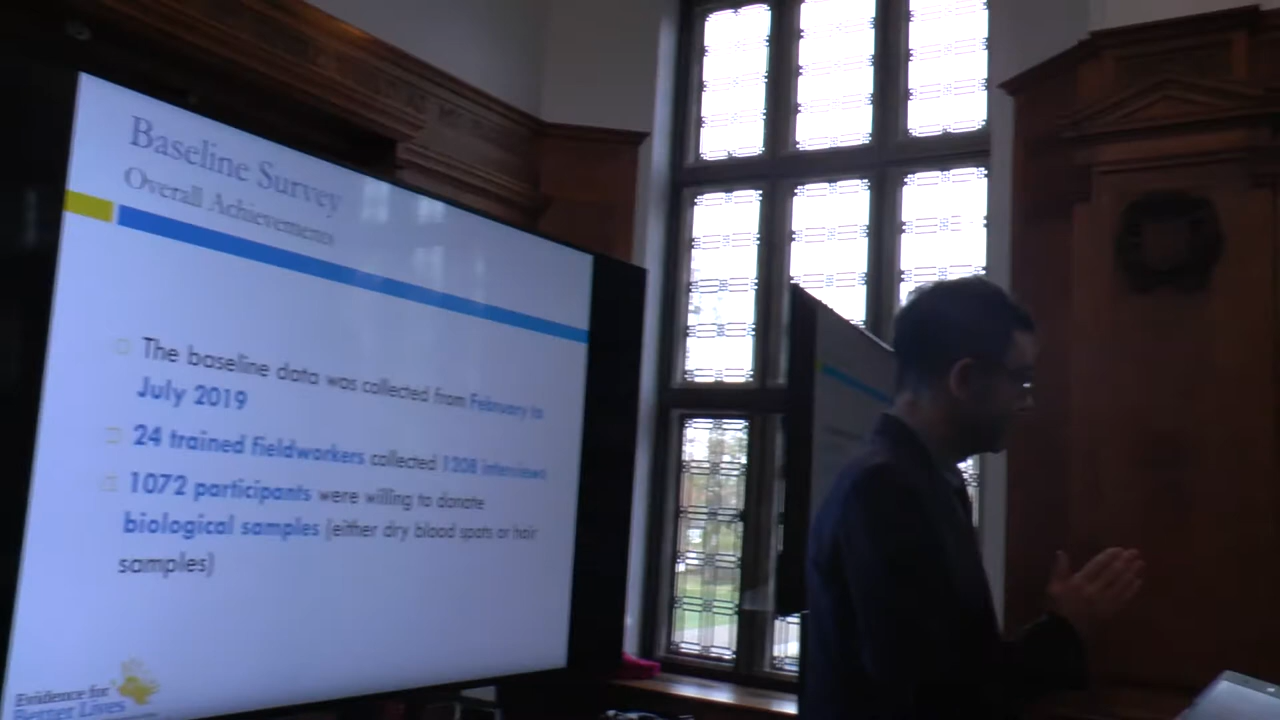 Baseline Survey
Overall Achievements
The baseline data was collected from February to
July 2019
24 trained fieldworkers collected 1208 interviews
1072 participants were willing to donate
biological samples (either dry blood spots or hair
samples)
Evidence for
Better Lives